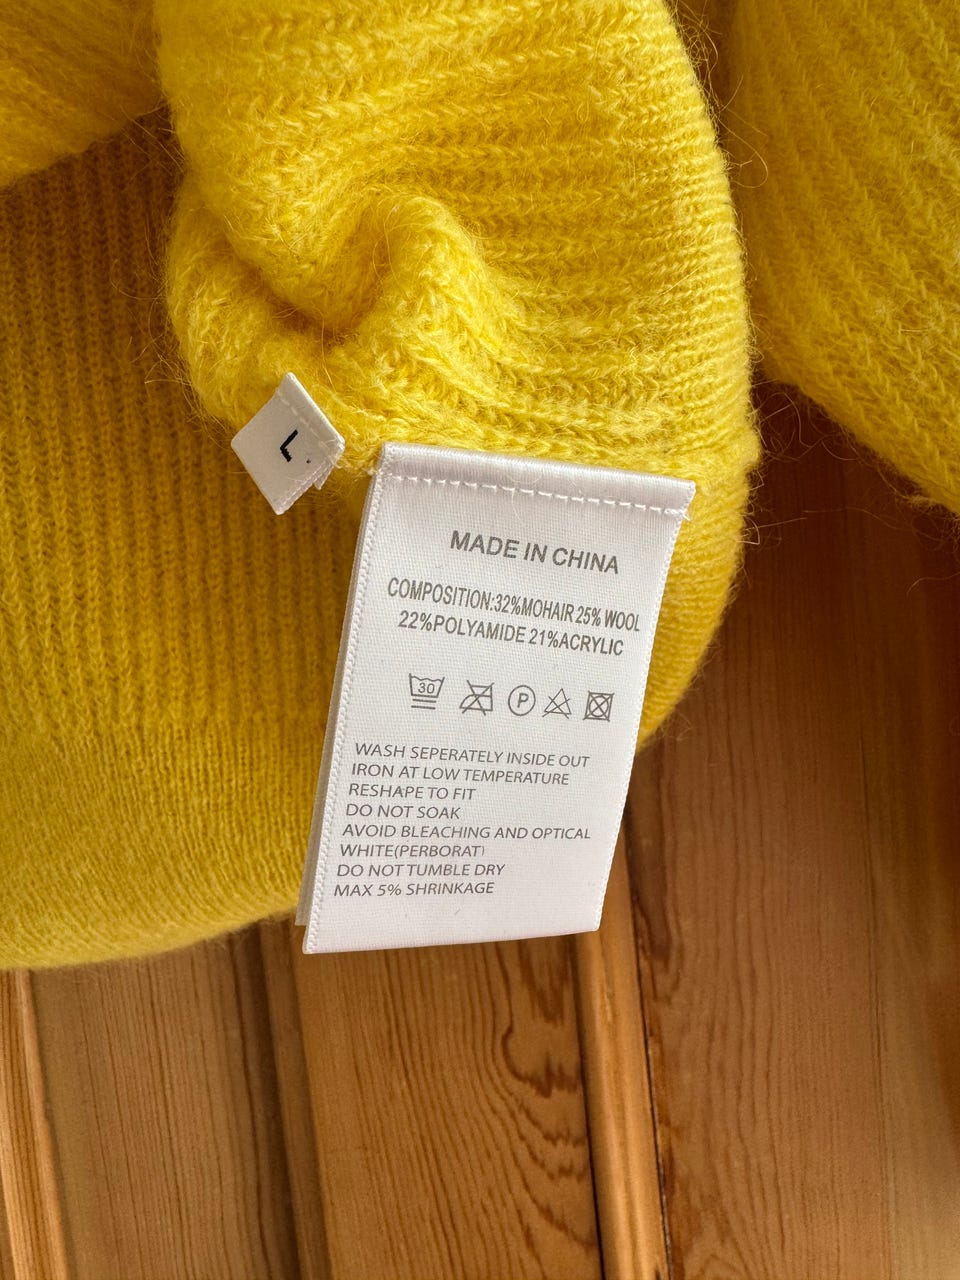 L
MADE IN CHINA
COMPOSITION:32%MOHAIR 25% WOOL
22%POLYAMIDE 21%ACRYLIC
30 P
WASH SEPERATELY INSIDE OUT
IRON AT LOW TEMPERATURE
RESHAPE TO FIT
DO NOT SOAK
AVOID BLEACHING AND OPTICAL
WHITE(PERBORAT)
DO NOT TUMBLE DRY
MAX 5% SHRINKAGE